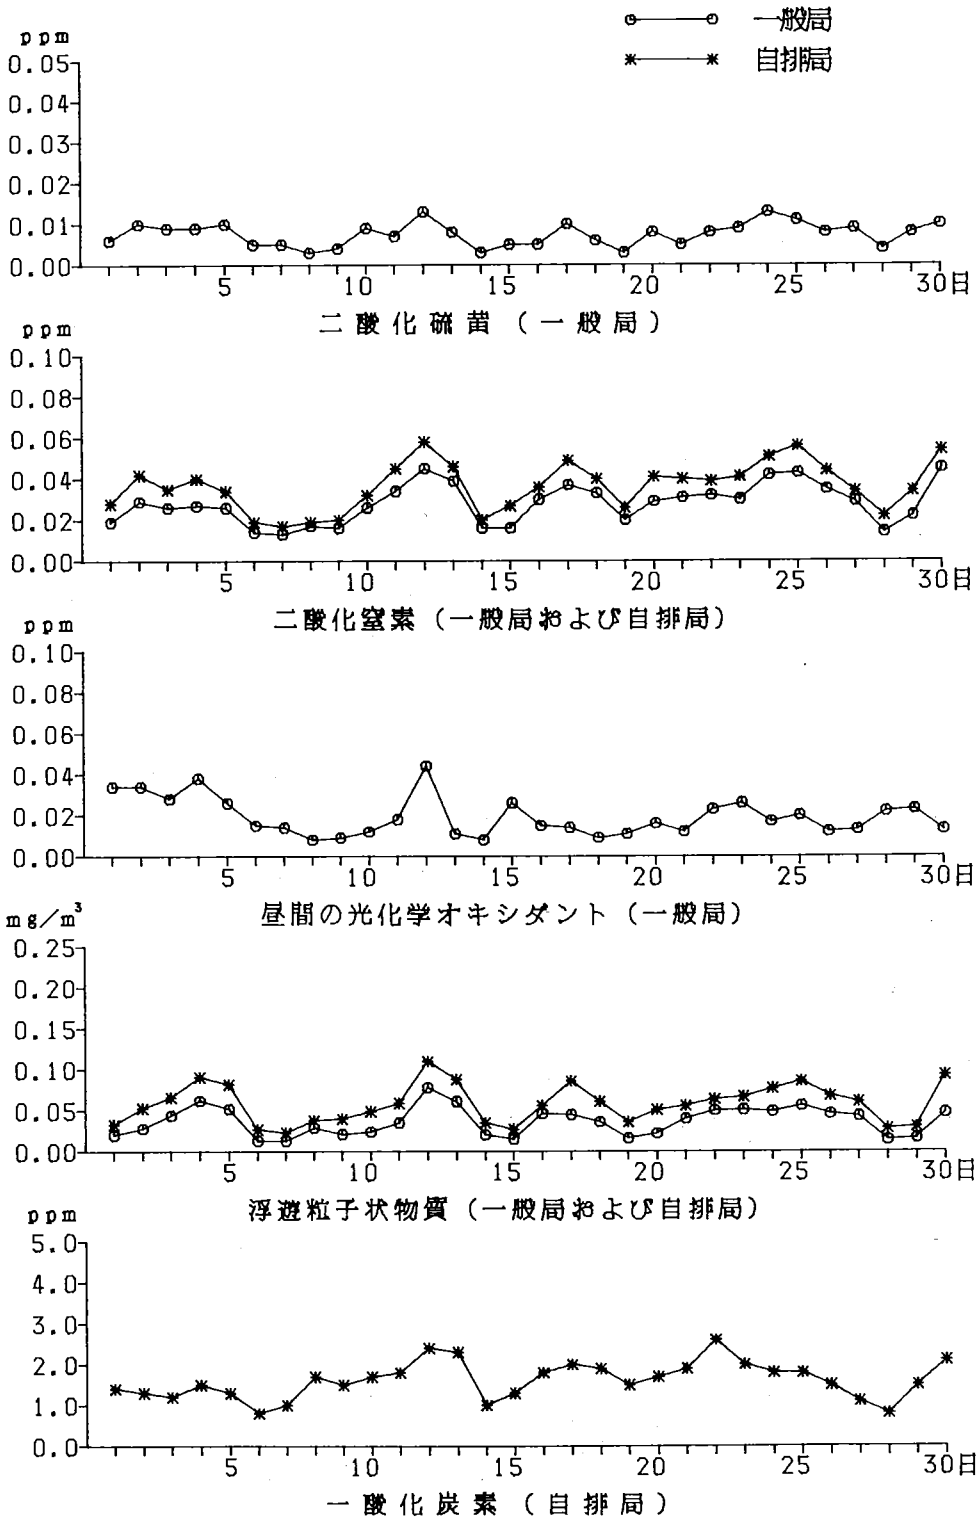 一般局
自排局
ppm
0.05
0.04
0.03
0.02
0.01
0.00
5 10 15 20 25 30日
二酸化硫黄（一般局）
ppm
0.10
0.08
0.06
0.04
0.02
0.00
5 10 15 20 25 30日
二酸化窒素（一般局および自排局）
ppm
0.10
0.08
0.06
0.04
0.02
0.00
5 10 15 20 25 30日
昼間の光化学オキシダント（一般局）
mg/m³
0.25
0.20
0.15
0.10
0.05
0.00
5 10 15 20 25 30日
浮遊粒子状物質（一般局および自排局）
ppm
5.0
4.0
3.0
2.0
1.0
0.0
5 10 15 20 25 30日
一酸化炭素（自排局）